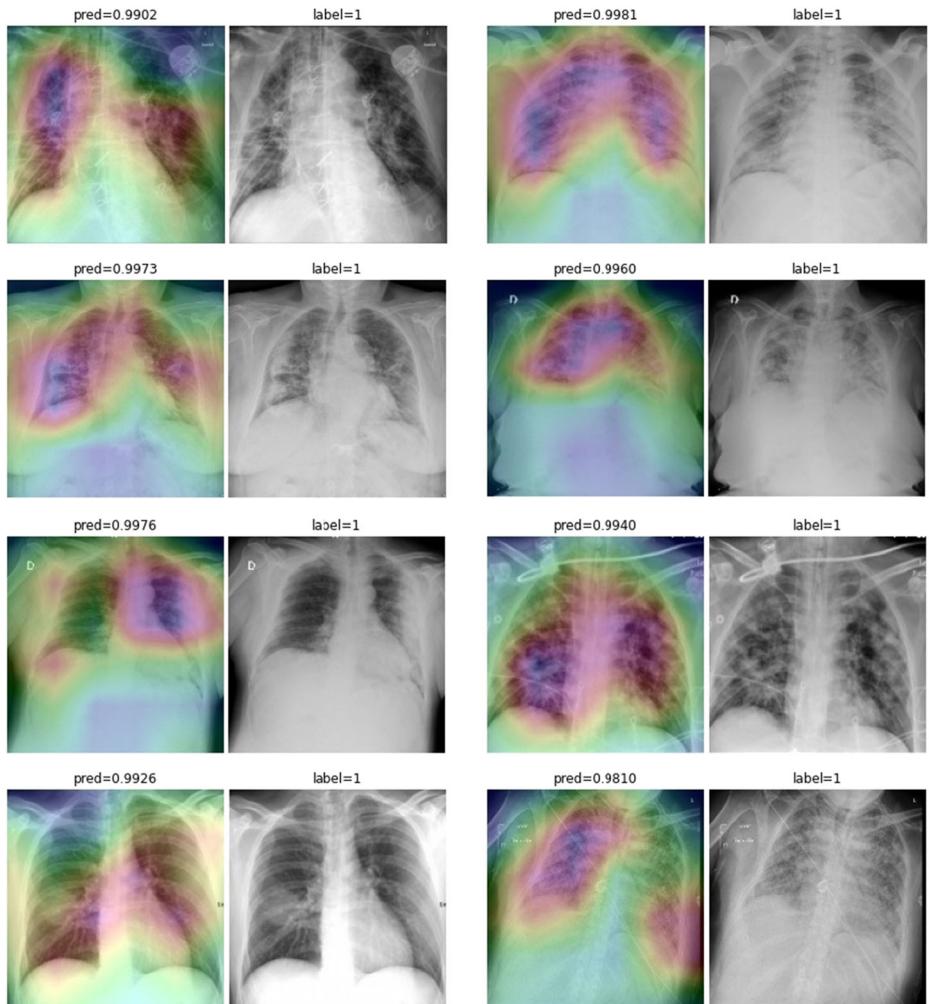 pred=0.9902 label=1 pred=0.9981 label=1
pred=0.9973 label=1 pred=0.9960 label=1
D D
pred=0.9976 label=1 pred=0.9940 label=1
D D
pred=0.9926 label=1 pred=0.9810 label=1
L L